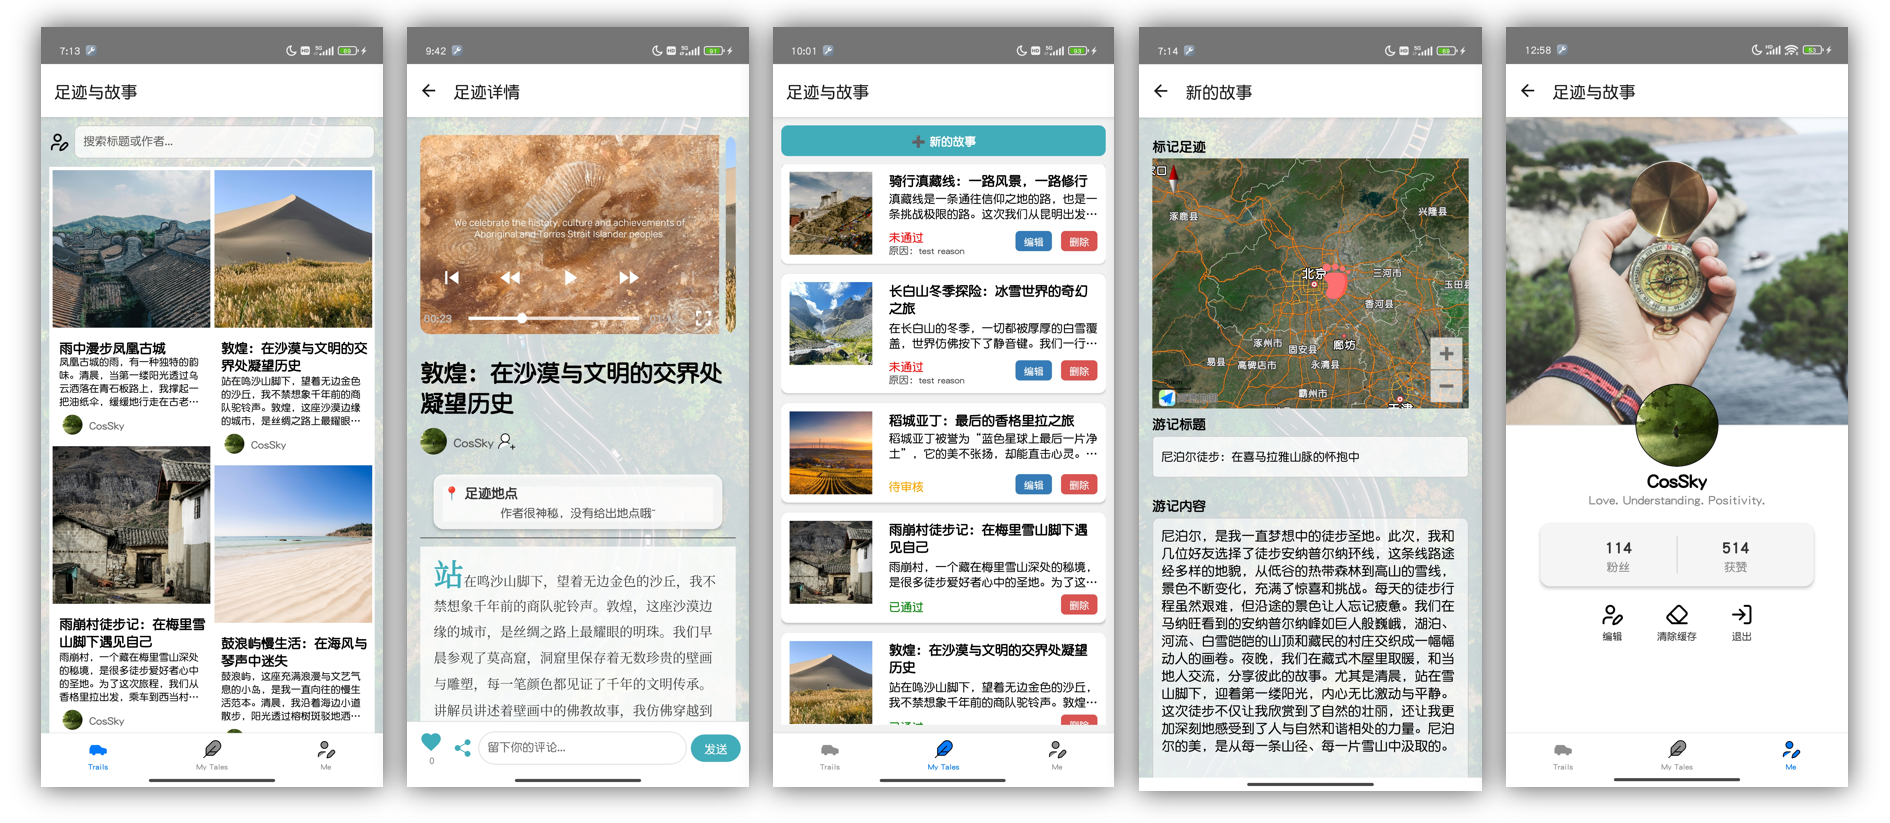 7:13
HD 5G 69
足迹与故事
搜索标题或作者...
雨中漫步凤凰古城
凤凰古城的雨，有一种独特的韵
味。清晨，当第一缕阳光透过乌
云洒落在青石板路上，我撑起一
把油纸伞，缓缓地行走在古老…
CosSky
敦煌：在沙漠与文明的交
界处凝望历史
站在鸣沙山脚下，望着无边金色
的沙丘，我不禁想象千年前的商
队驼铃声。敦煌，这座沙漠边缘
的城市，是丝绸之路上最耀眼…
CosSky
雨崩村徒步记：在梅里雪
山脚下遇见自己
雨崩村，一个藏在梅里雪山深处
的秘境，是很多徒步爱好者心中
的圣地。为了这次旅程，我们从
香格里拉出发，乘车到西当村…
CosSky
鼓浪屿慢生活：在海风与
琴声中迷失
鼓浪屿，这座充满浪漫与文艺气
息的小岛，是我一直向往的慢生
活范本。清晨，我沿着海边小道
散步，阳光透过榕树斑驳地洒…
Trails
My Tales
Me
9:42
HD 5G 91
足迹详情
We celebrate the history, culture and achievements of
Aboriginal and Torres Strait Islander peoples.
00:23
敦煌：在沙漠与文明的交界处
凝望历史
CosSky
足迹地点
作者很神秘，没有给出地点哦~
站在鸣沙山脚下，望着无边金色的沙丘，我不
禁想象千年前的商队驼铃声。敦煌，这座沙漠边
缘的城市，是丝绸之路上最耀眼的明珠。我们早
晨参观了莫高窟，洞窟里保存着无数珍贵的壁画
与雕塑，每一笔颜色都见证了千年的文明传承。
讲解员讲述着壁画中的佛教故事，我仿佛穿越到
0
留下你的评论...
发送
10:01
HD 5G 93
足迹与故事
新的故事
骑行滇藏线：一路风景，一路修行
滇藏线是一条通往信仰之地的路，也是一
条挑战极限的路。这次我们从昆明出发…
未通过
原因：test reason
编辑
删除
长白山冬季探险：冰雪世界的奇幻
之旅
在长白山的冬季，一切都被厚厚的白雪覆
盖，世界仿佛按下了静音键。我们一行…
未通过
原因：test reason
编辑
删除
稻城亚丁：最后的香格里拉之旅
稻城亚丁被誉为“蓝色星球上最后一片净
土”，它的美不张扬，却能直击心灵。…
待审核
编辑
删除
雨崩村徒步记：在梅里雪山脚下遇
见自己
雨崩村，一个藏在梅里雪山深处的秘境，
是很多徒步爱好者心中的圣地。为了这…
已通过
删除
敦煌：在沙漠与文明的交界处凝望
历史
站在鸣沙山脚下，望着无边金色的沙丘，
我不禁想象千年前的商队驼铃声。敦煌…
已通过
删除
Trails
My Tales
Me
7:14
HD 5G 69
新的故事
标记足迹
涿鹿县
兴隆县
北京
三河市
玉田县
香河县
涿州市
固安县
廊坊
易县
高碑店市
永清县
霸州市
天津
游记标题
尼泊尔徒步：在喜马拉雅山脉的怀抱中
游记内容
尼泊尔，是我一直梦想中的徒步圣地。此次，我和
几位好友选择了徒步安纳普尔纳环线，这条线路途
经多样的地貌，从低谷的热带森林到高山的雪线，
景色不断变化，充满了惊喜和挑战。每天的徒步行
程虽然艰难，但沿途的景色让人忘记疲惫。我们在
马纳旺看到的安纳普尔纳峰如巨人般巍峨，湖泊、
河流、白雪皑皑的山顶和藏民的村庄交织成一幅幅
动人的画卷。夜晚，我们在藏式木屋里取暖，和当
地人交流，分享彼此的故事。尤其是清晨，站在雪
山脚下，迎着第一缕阳光，内心无比激动与平静。
这次徒步不仅让我欣赏到了自然的壮丽，还让我更
加深刻地感受到了人与自然和谐相处的力量。尼泊
尔的美，是从每一条山径、每一片雪山中汲取的。
12:58
53
足迹与故事
CosSky
Love. Understanding. Positivity.
114
粉丝
514
获赞
编辑
清除缓存
退出
Trails
My Tales
Me